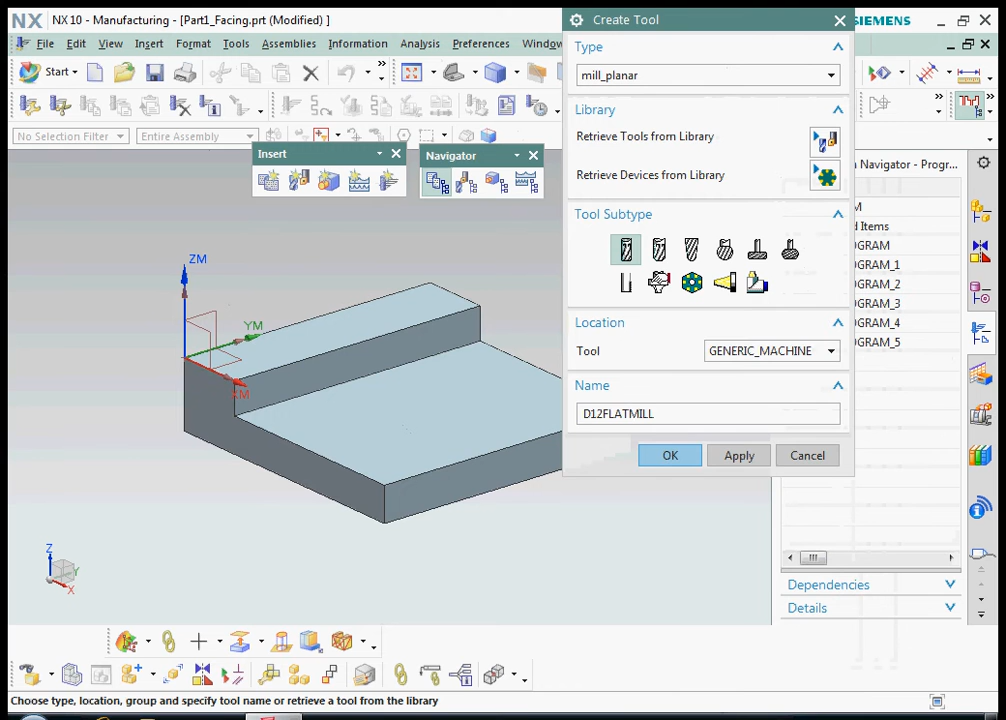 NX NX 10 - Manufacturing - [Part1_Facing.prt (Modified) ]
SIEMENS
File Edit View Insert Format Tools Assemblies Information Analysis Preferences Window
Start
No Selection Filter
Entire Assembly
Insert
Navigator
Create Tool
Type
mill_planar
Library
Retrieve Tools from Library
Retrieve Devices from Library
Tool Subtype
Location
Tool
GENERIC_MACHINE
Name
D12FLATMILL
OK Apply Cancel
Navigator - Progr...
M
d Items
OGRAM
OGRAM_1
OGRAM_2
OGRAM_3
OGRAM_4
OGRAM_5
Dependencies
Details
ZM
YM
XM
Z
Y
X
Choose type, location, group and specify tool name or retrieve a tool from the library